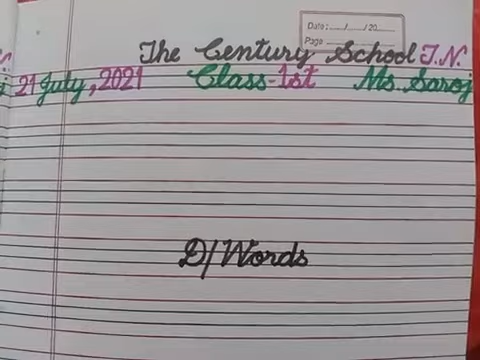 Date: ...../...../20.....
Page
The Century School T.N.
21 July, 2021 Class-1st Ms. Saroj
D/Words